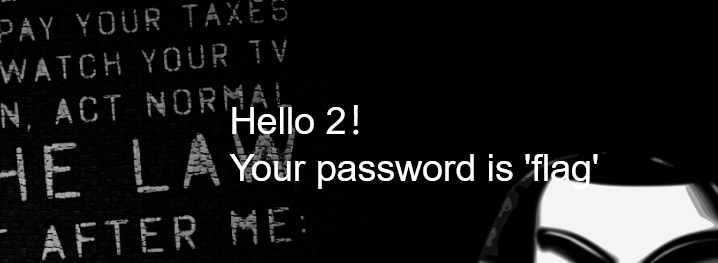 PAY YOUR TAXES
WATCH YOUR TV
N, ACT NORMAL
HE LAW
AFTER ME:
Hello 2!
Your password is 'flag'